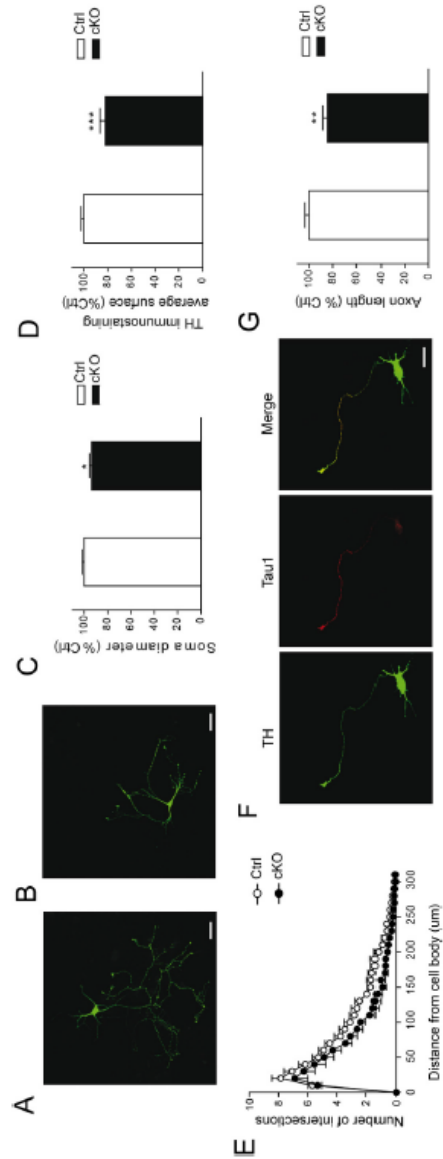 A
B
C
Soma diameter (% Ctrl)
100
80
60
40
20
0
*
Ctrl
cKO
D
TH immunostaining
average surface (%Ctrl)
100
80
60
40
20
0
***
Ctrl
cKO
E
Number of intersections
10
8
6
4
2
0
0
50
100
150
200
250
300
Distance from cell body (um)
Ctrl
cKO
F
TH
Tau1
Merge
G
Axon length (% Ctrl)
100
80
60
40
20
0
**
Ctrl
cKO